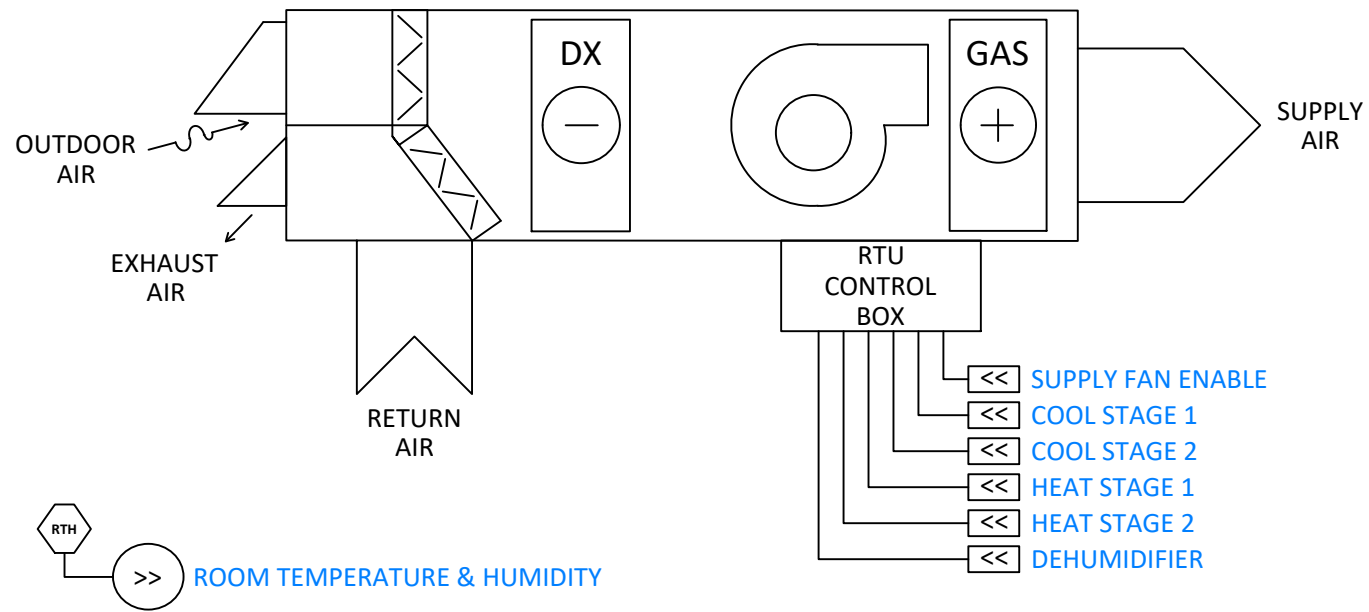 DX
GAS
OUTDOOR
AIR
SUPPLY
AIR
EXHAUST
AIR
RTU
CONTROL
BOX
RETURN
AIR
<< SUPPLY FAN ENABLE
<< COOL STAGE 1
<< COOL STAGE 2
<< HEAT STAGE 1
<< HEAT STAGE 2
<< DEHUMIDIFIER
RTH
>> ROOM TEMPERATURE & HUMIDITY